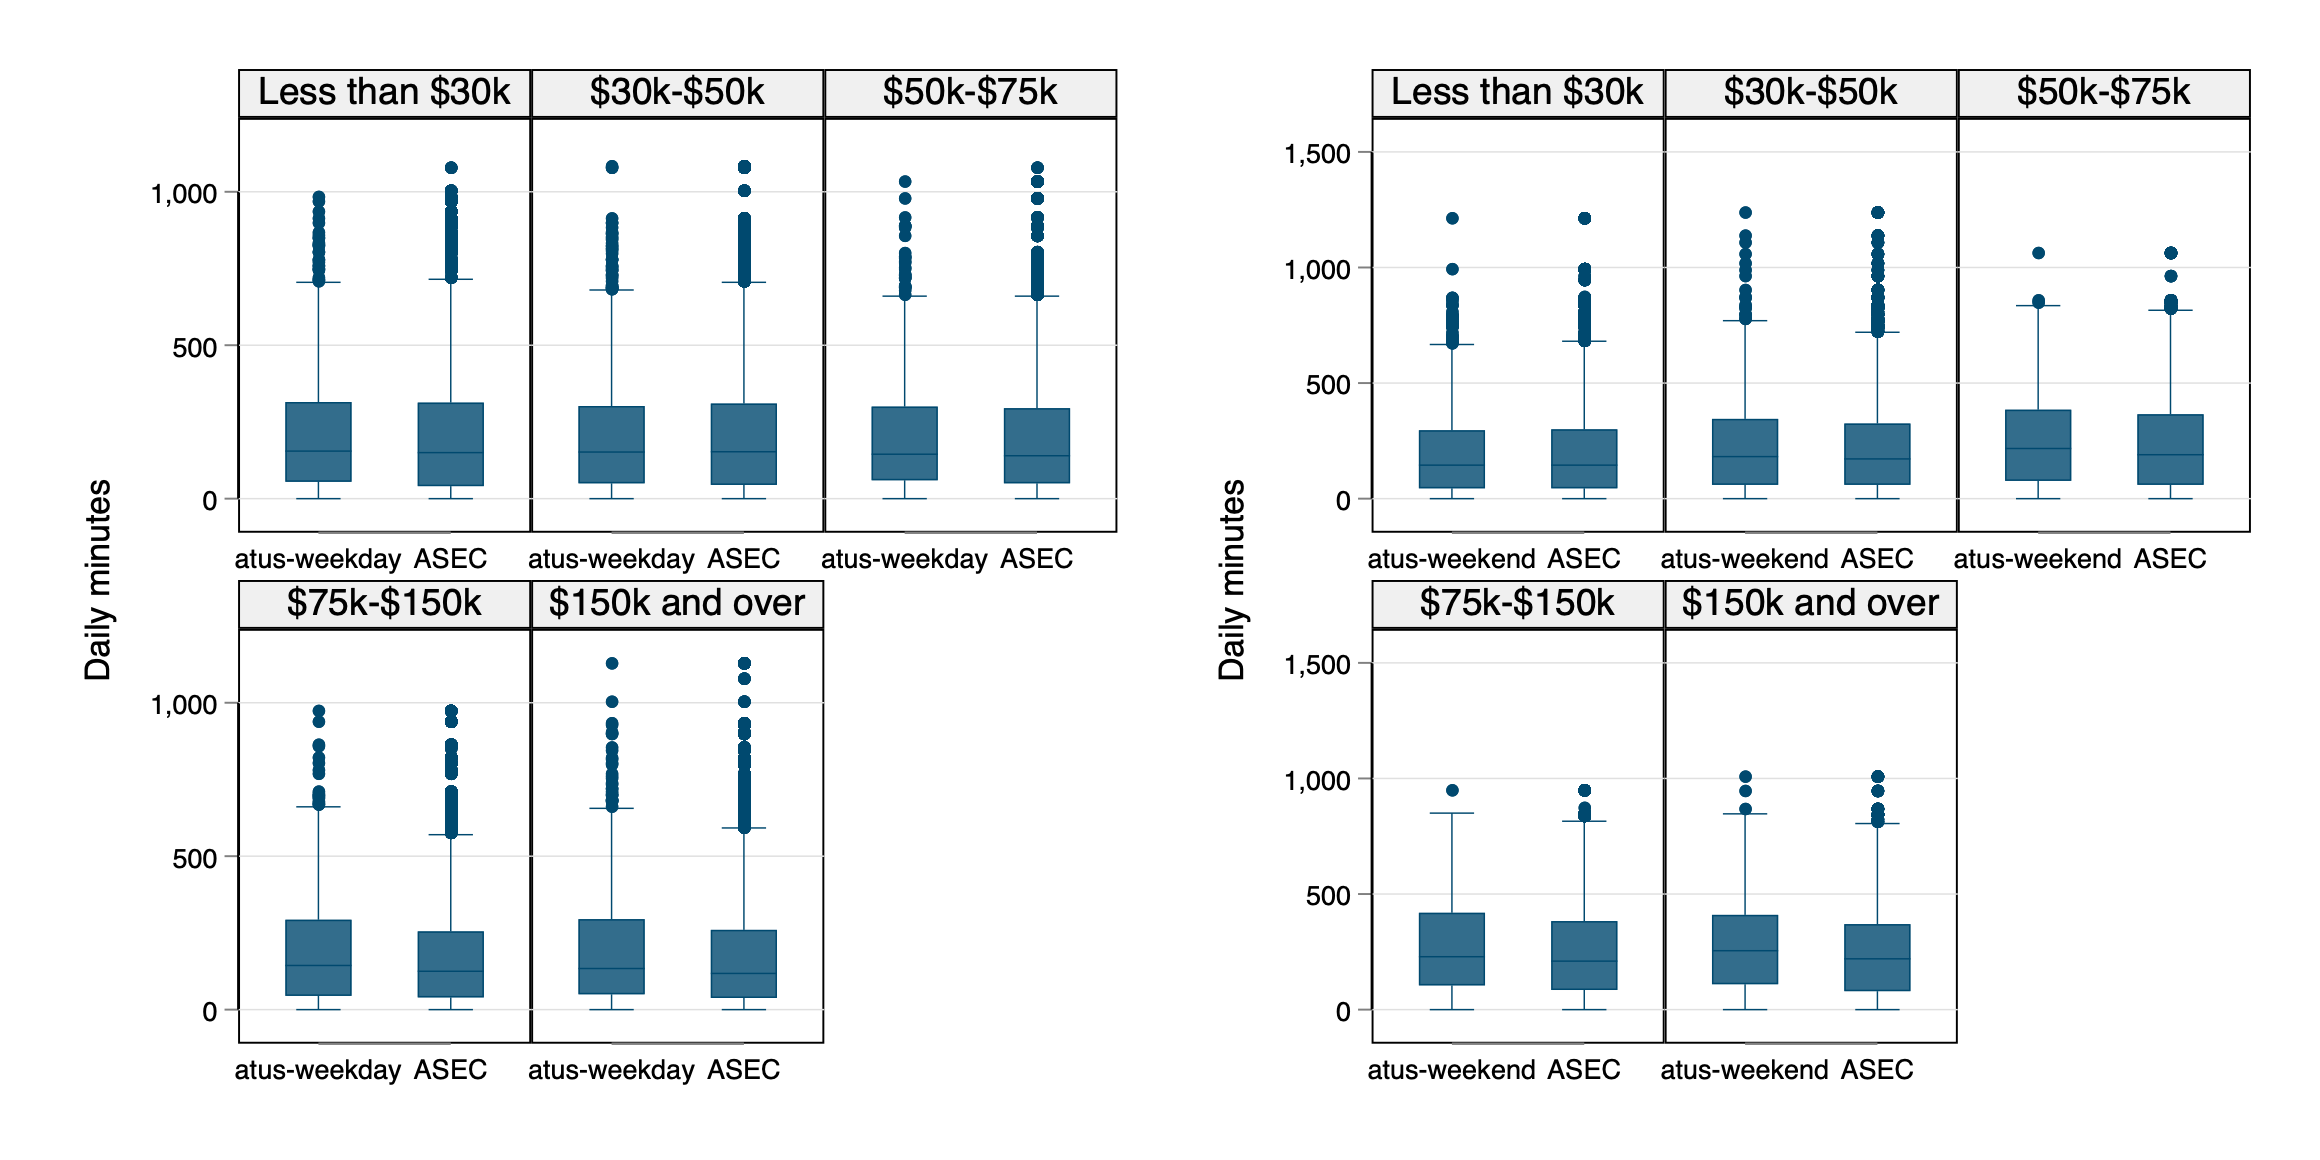 Less than $30k $30k-$50k $50k-$75k
1,000
500
0
atus-weekday ASEC atus-weekday ASEC atus-weekday ASEC
$75k-$150k $150k and over
1,000
500
0
atus-weekday ASEC atus-weekday ASEC
Daily minutes
Less than $30k $30k-$50k $50k-$75k
1,500
1,000
500
0
atus-weekend ASEC atus-weekend ASEC atus-weekend ASEC
$75k-$150k $150k and over
1,500
1,000
500
0
atus-weekend ASEC atus-weekend ASEC
Daily minutes